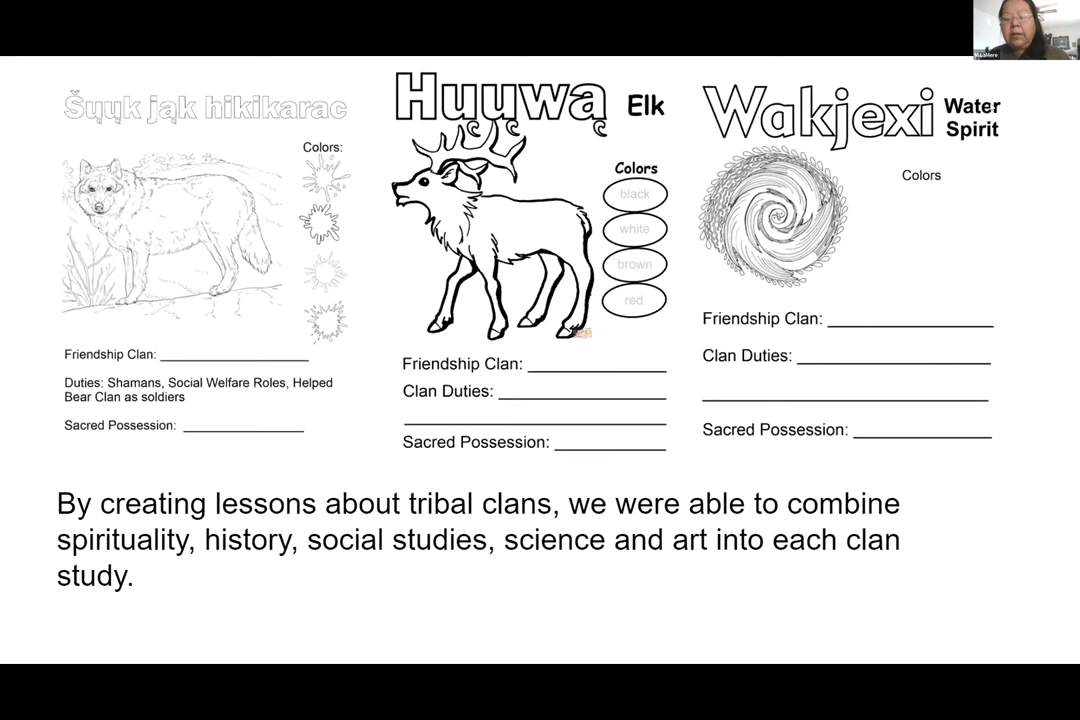 Šųųk ją̨k hikikarac
Colors:
Friendship Clan:
Duties: Shamans, Social Welfare Roles, Helped
Bear Clan as soldiers
Sacred Possession:
Huuwą Elk
Colors
black
white
brown
red
Friendship Clan:
Clan Duties:
Sacred Possession:
Wakjexi Water
Spirit
Colors
Friendship Clan:
Clan Duties:
Sacred Possession:
By creating lessons about tribal clans, we were able to combine
spirituality, history, social studies, science and art into each clan
study.